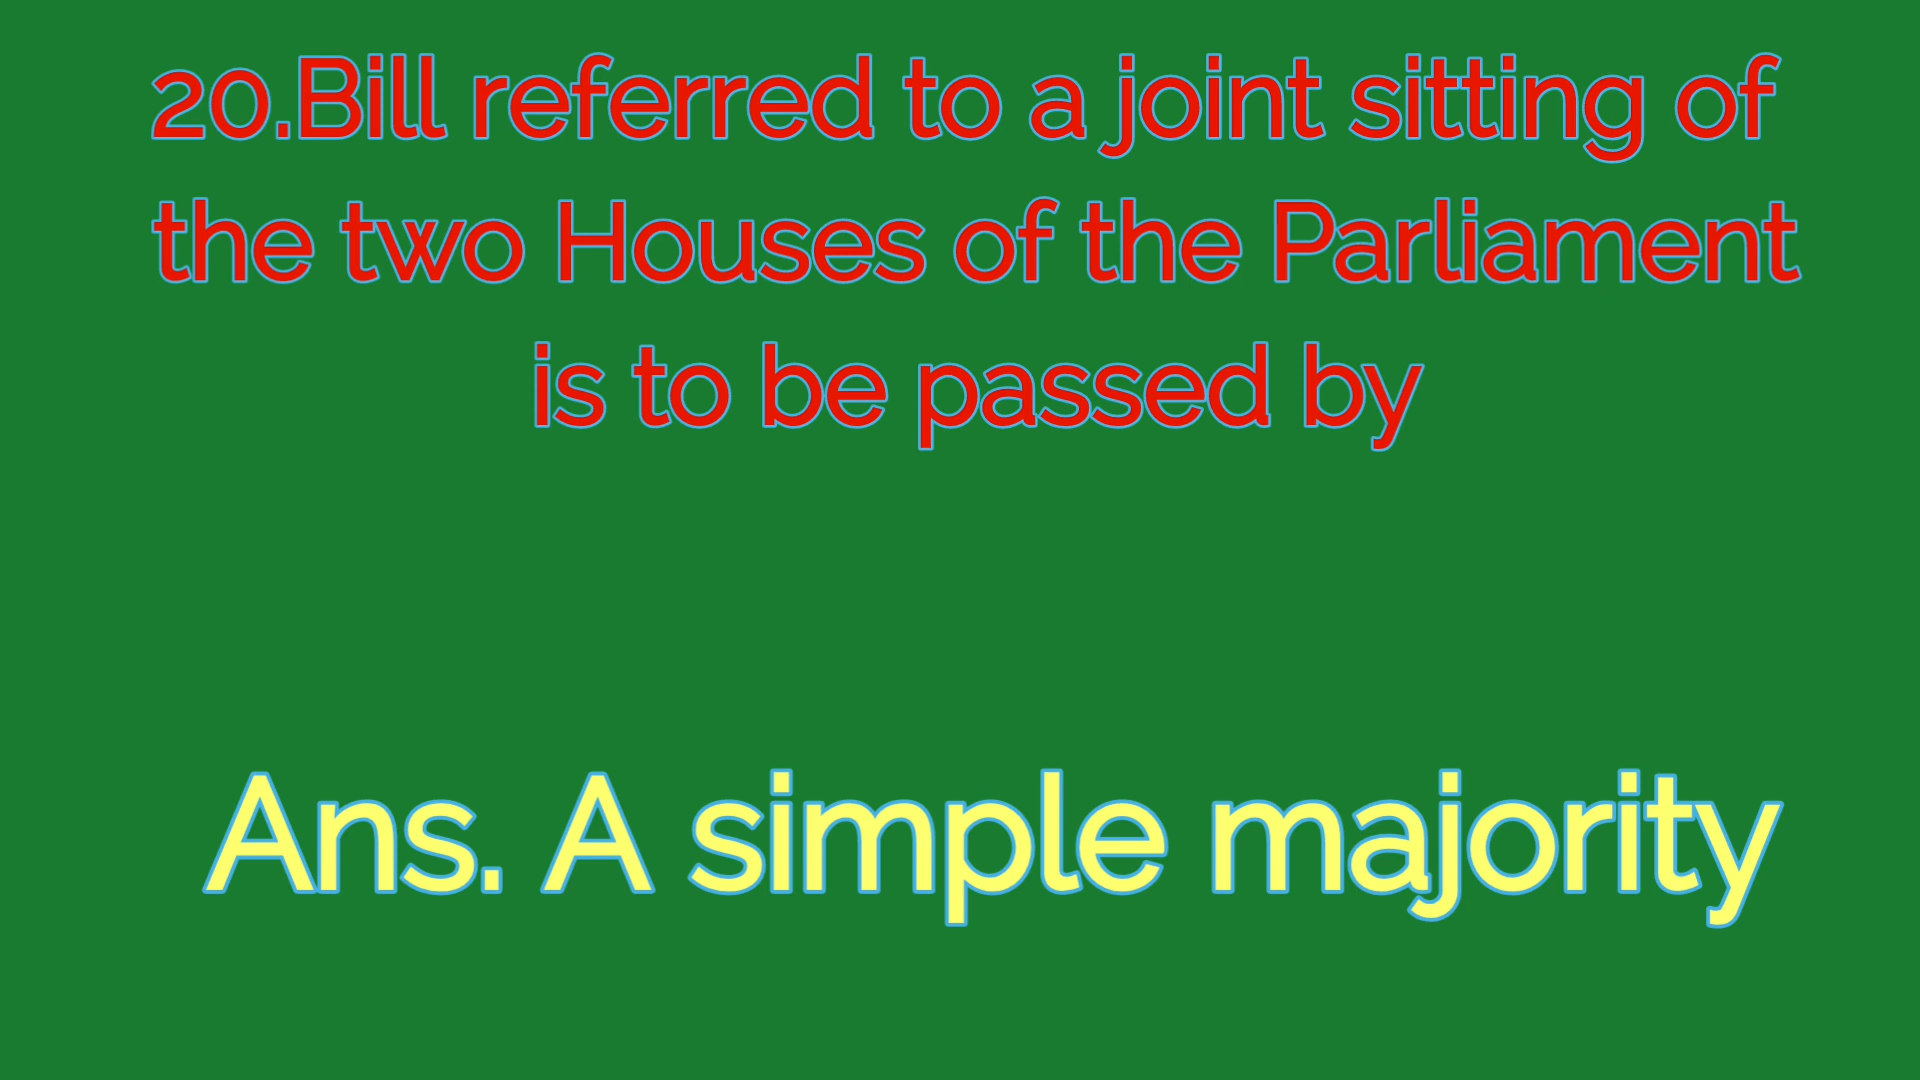 20.Bill referred to a joint sitting of
the two Houses of the Parliament
is to be passed by
Ans. A simple majority